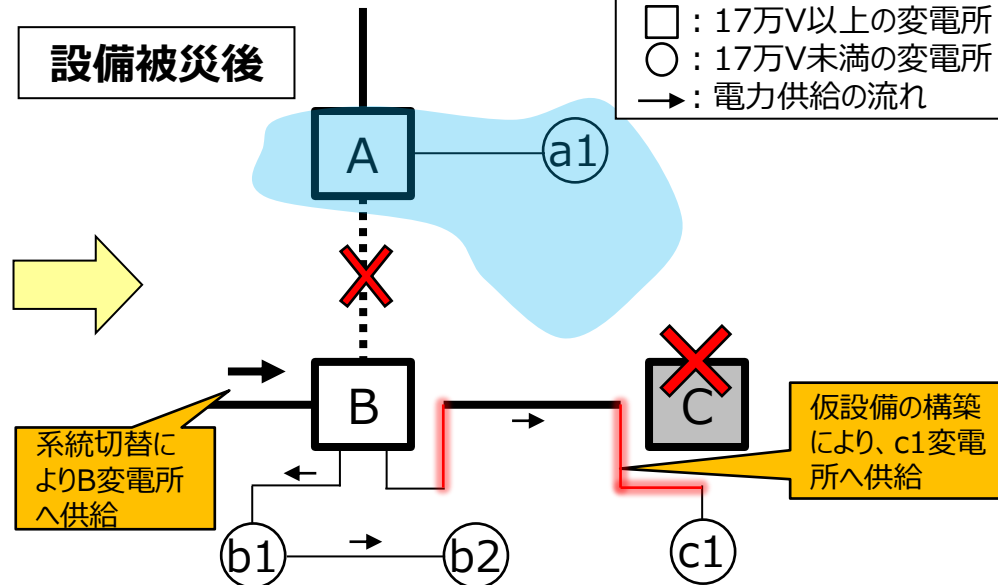 □：17万V以上の変電所
○：17万V未満の変電所
→：電力供給の流れ
設備被災後
A
a1
B
C
系統切替に
よりB変電所
へ供給
仮設備の構築
により、c1変電
所へ供給
b1
b2
c1